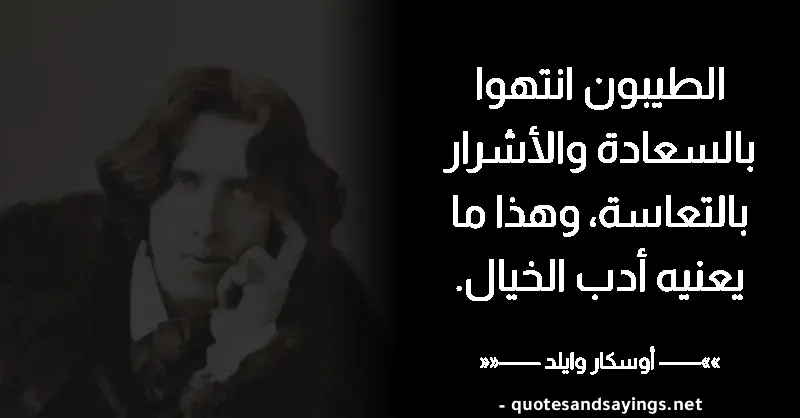 الطيبون انتهوا
بالسعادة والأشرار
بالتعاسة، وهذا ما
يعنيه أدب الخيال.
»»—— أوسكار وايلد ——««
- quotesandsayings.net